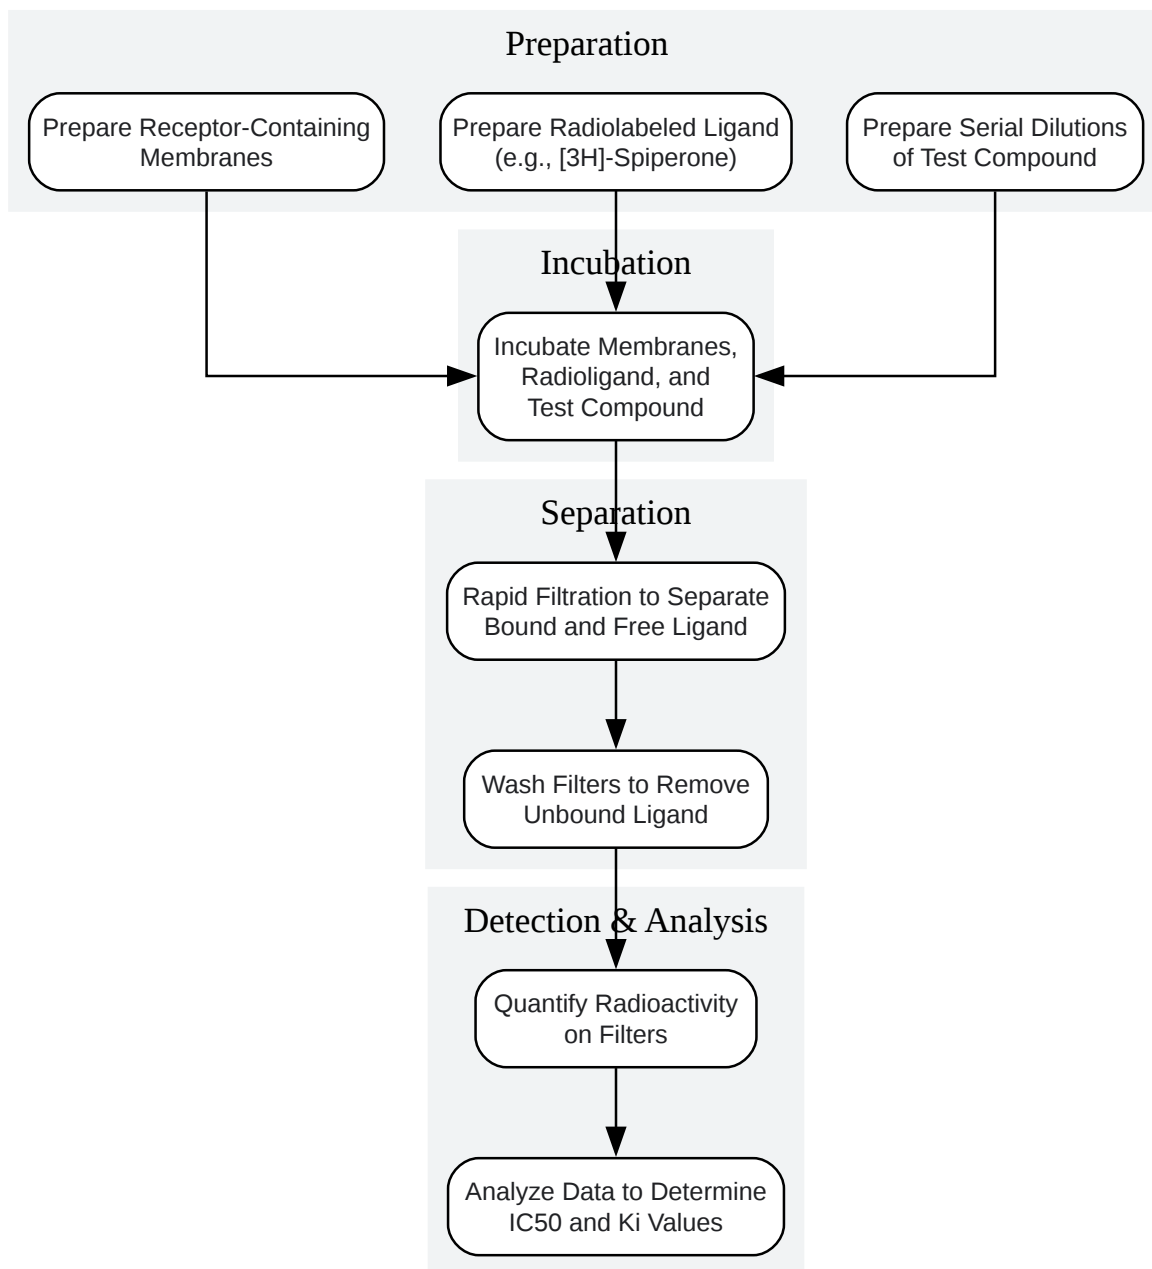 Preparation
Prepare Receptor-Containing
Membranes
Prepare Radiolabeled Ligand
(e.g., [3H]-Spiperone)
Prepare Serial Dilutions
of Test Compound
Incubation
Incubate Membranes,
Radioligand, and
Test Compound
Separation
Rapid Filtration to Separate
Bound and Free Ligand
Wash Filters to Remove
Unbound Ligand
Detection & Analysis
Quantify Radioactivity
on Filters
Analyze Data to Determine
IC50 and Ki Values